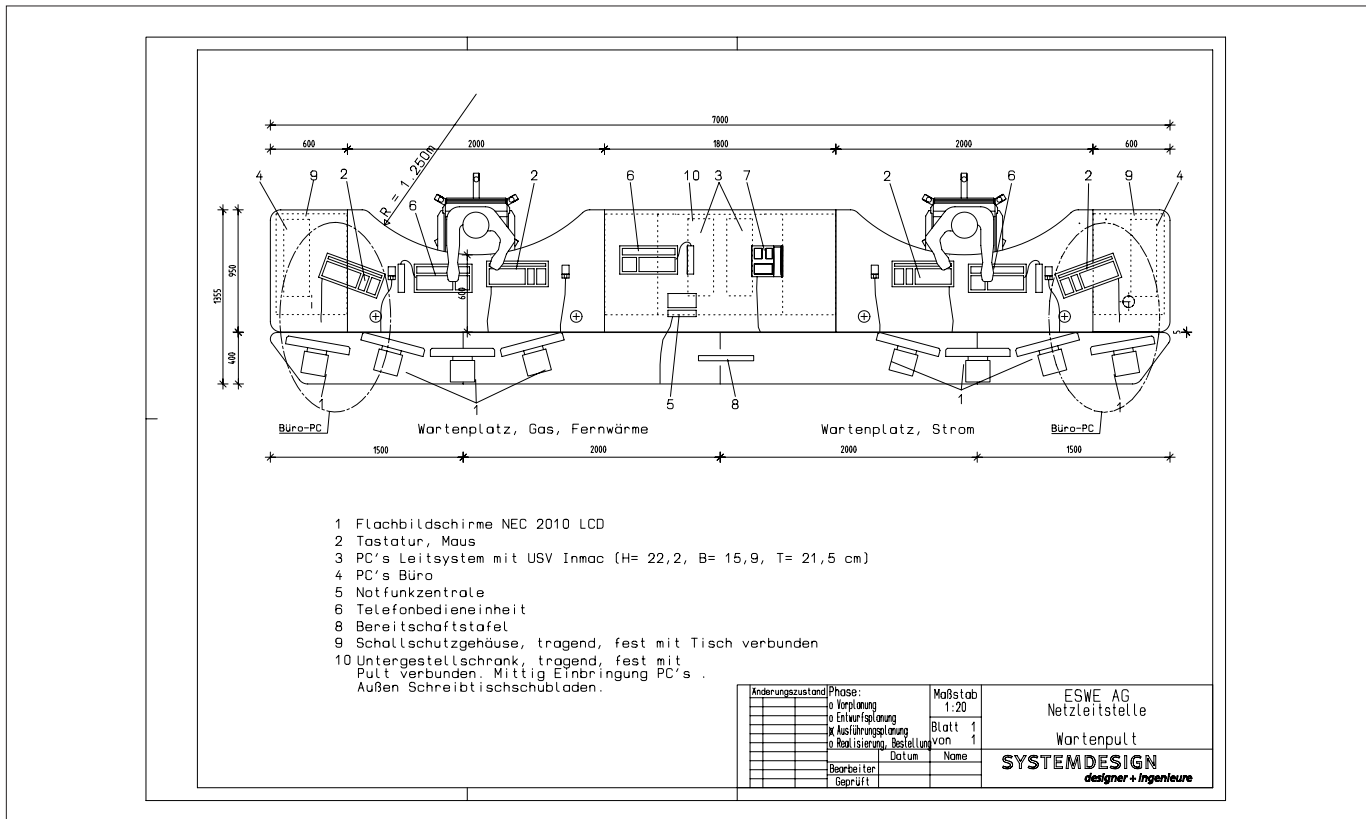 7000
600 2000 1800 2000 600
R = 1.250m
4 9 2 6 2 6 10 3 7 2 6 2 9 4
950
1355
600
400
5
1 1 5 8 1 1
Büro-PC Wartenplatz, Gas, Fernwärme Wartenplatz, Strom Büro-PC
1500 2000 2000 1500
1 Flachbildschirme NEC 2010 LCD
2 Tastatur, Maus
3 PC's Leitsystem mit USV Inmac (H= 22,2, B= 15,9, T= 21,5 cm)
4 PC's Büro
5 Notfunkzentrale
6 Telefonbedieneinheit
8 Bereitschaftstafel
9 Schallschutzgehäuse, tragend, fest mit Tisch verbunden
10 Untergestellschrank, tragend, fest mit
Pult verbunden. Mittig Einbringung PC's .
Außen Schreibtischschubladen.
Änderungszustand
Phase:
o Vorplanung
o Entwurfsplanung
x Ausführungsplanung
o Realisierung, Bestellung
Maßstab
1:20
Blatt 1
von 1
Datum Name
Bearbeiter
Geprüft
ESWE AG
Netzleitstelle
Wartenpult
SYSTEMDESIGN
designer + ingenieure